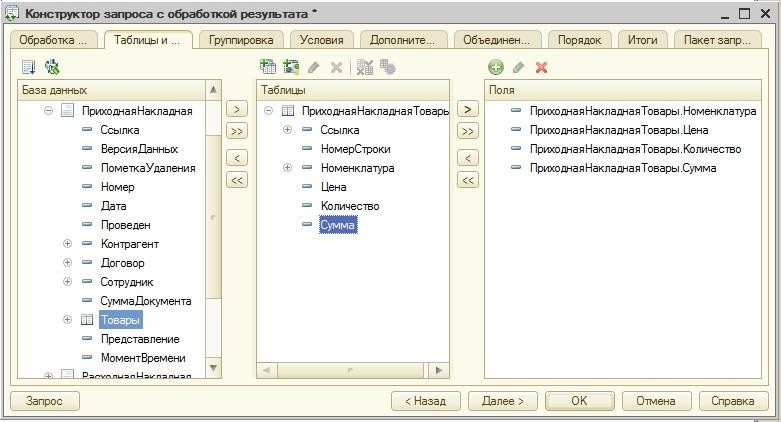 Конструктор запроса с обработкой результата *
Обработка ...
Таблицы и ...
Группировка
Условия
Дополните...
Объединен...
Порядок
Итоги
Пакет запр...
База данных
ПриходнаяНакладная
Ссылка
ВерсияДанных
ПометкаУдаления
Номер
Дата
Проведен
Контрагент
Договор
Сотрудник
СуммаДокумента
Товары
Представление
МоментВремени
РасходнаяНакладная
>
>>
<
<<
Таблицы
ПриходнаяНакладнаяТовары
Ссылка
НомерСтроки
Номенклатура
Цена
Количество
Сумма
>
>>
<
<<
Поля
ПриходнаяНакладнаяТовары.Номенклатура
ПриходнаяНакладнаяТовары.Цена
ПриходнаяНакладнаяТовары.Количество
ПриходнаяНакладнаяТовары.Сумма
Запрос
< Назад
Далее >
OK
Отмена
Справка